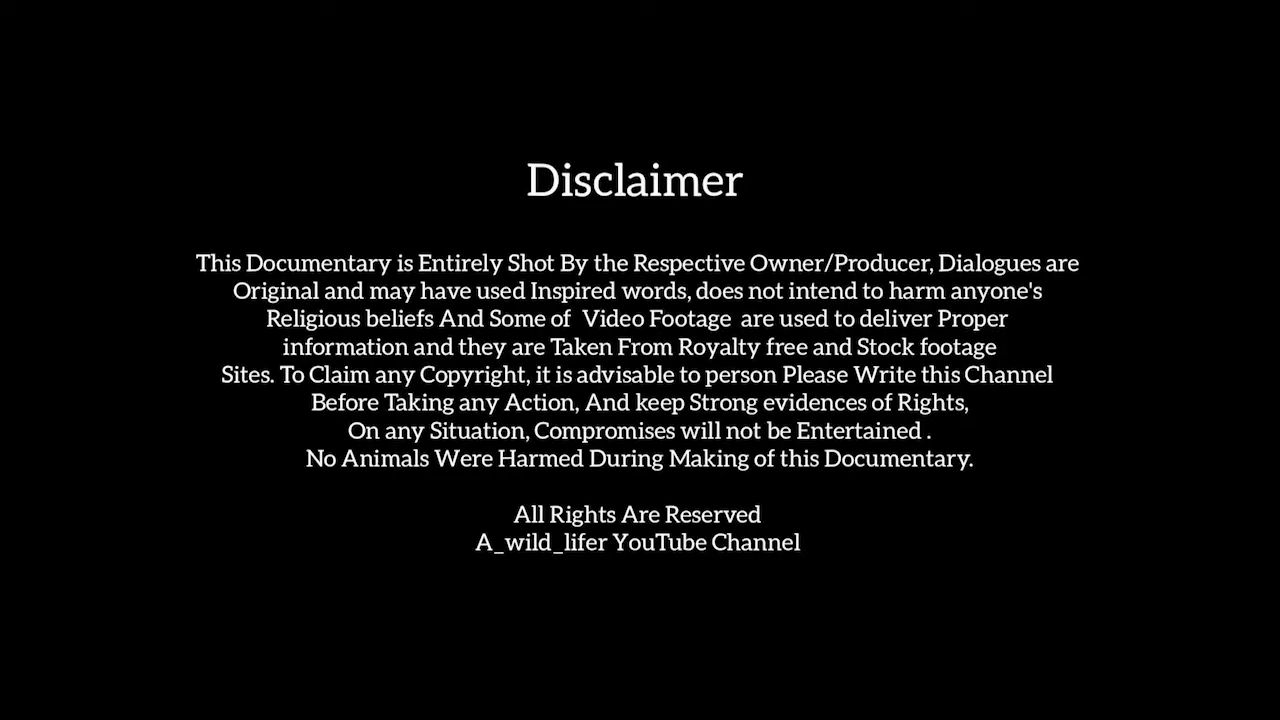 Disclaimer
This Documentary is Entirely Shot By the Respective Owner/Producer, Dialogues are
Original and may have used Inspired words, does not intend to harm anyone's
Religious beliefs And Some of  Video Footage  are used to deliver Proper
information and they are Taken From Royalty free and Stock footage
Sites. To Claim any Copyright, it is advisable to person Please Write this Channel
Before Taking any Action, And keep Strong evidences of Rights,
On any Situation, Compromises will not be Entertained .
No Animals Were Harmed During Making of this Documentary.
All Rights Are Reserved
A_wild_lifer YouTube Channel